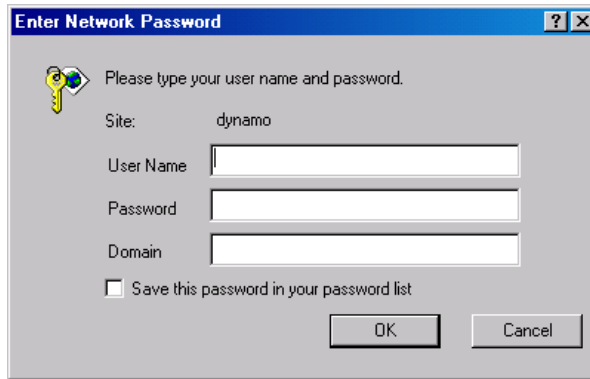 Enter Network Password
Please type your user name and password.
Site: dynamo
User Name
Password
Domain
Save this password in your password list
OK Cancel